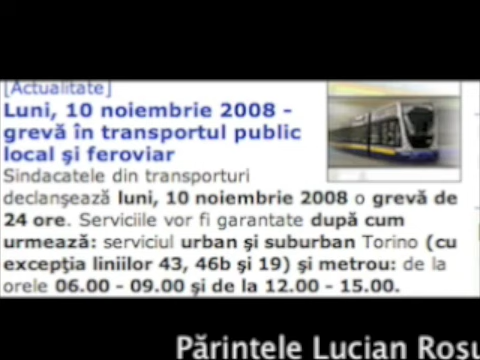 [Actualitate]
Luni, 10 noiembrie 2008 -
grevă în transportul public
local şi feroviar
Sindacatele din transporturi
declanşează luni, 10 noiembrie 2008 o grevă de
24 ore. Serviciile vor fi garantate după cum
urmează: serviciul urban şi suburban Torino (cu
excepţia liniilor 43, 46b şi 19) şi metrou: de la
orele 06.00 - 09.00 şi de la 12.00 - 15.00.
Părintele Lucian Roşu